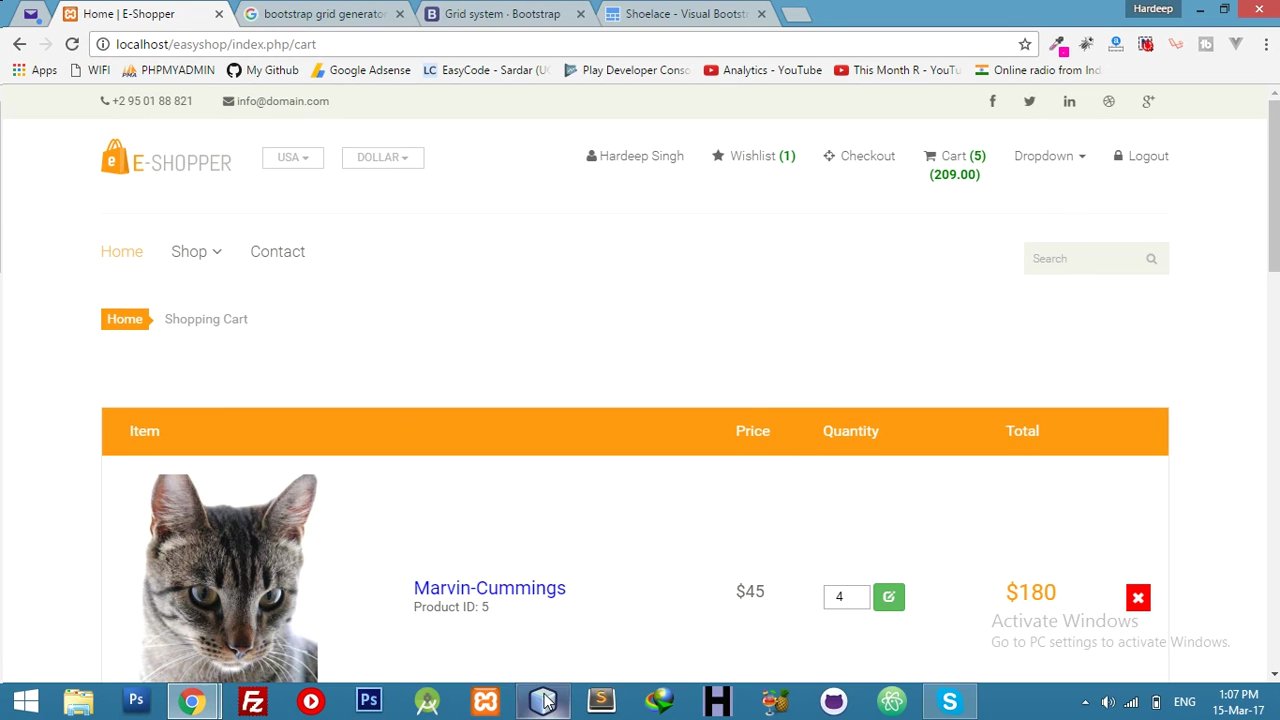 Hardeep
Home | E-Shopper
bootstrap grid generator
Grid system · Bootstrap
Shoelace - Visual Bootst
localhost/easyshop/index.php/cart
Apps
WIFI
PHPMYADMIN
My Github
Google Adsense
EasyCode - Sardar (UC
Play Developer Consc
Analytics - YouTube
This Month R - YouTu
Online radio from Ind
+2 95 01 88 821
info@domain.com
E-SHOPPER
USA
DOLLAR
Hardeep Singh
Wishlist (1)
Checkout
Cart (5)
(209.00)
Dropdown
Logout
Home
Shop
Contact
Search
Home
Shopping Cart
Item
Price
Quantity
Total
Marvin-Cummings
Product ID: 5
$45
4
$180
Activate Windows
Go to PC settings to activate Windows.
ENG
1:07 PM
15-Mar-17